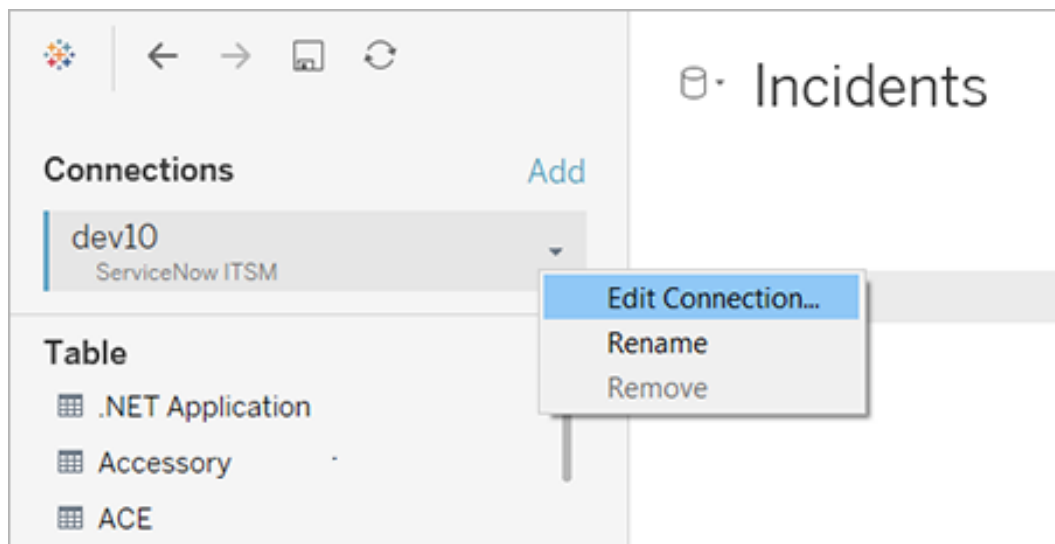 Incidents
Connections
Add
dev10
ServiceNow ITSM
Edit Connection...
Rename
Remove
Table
.NET Application
Accessory
ACE